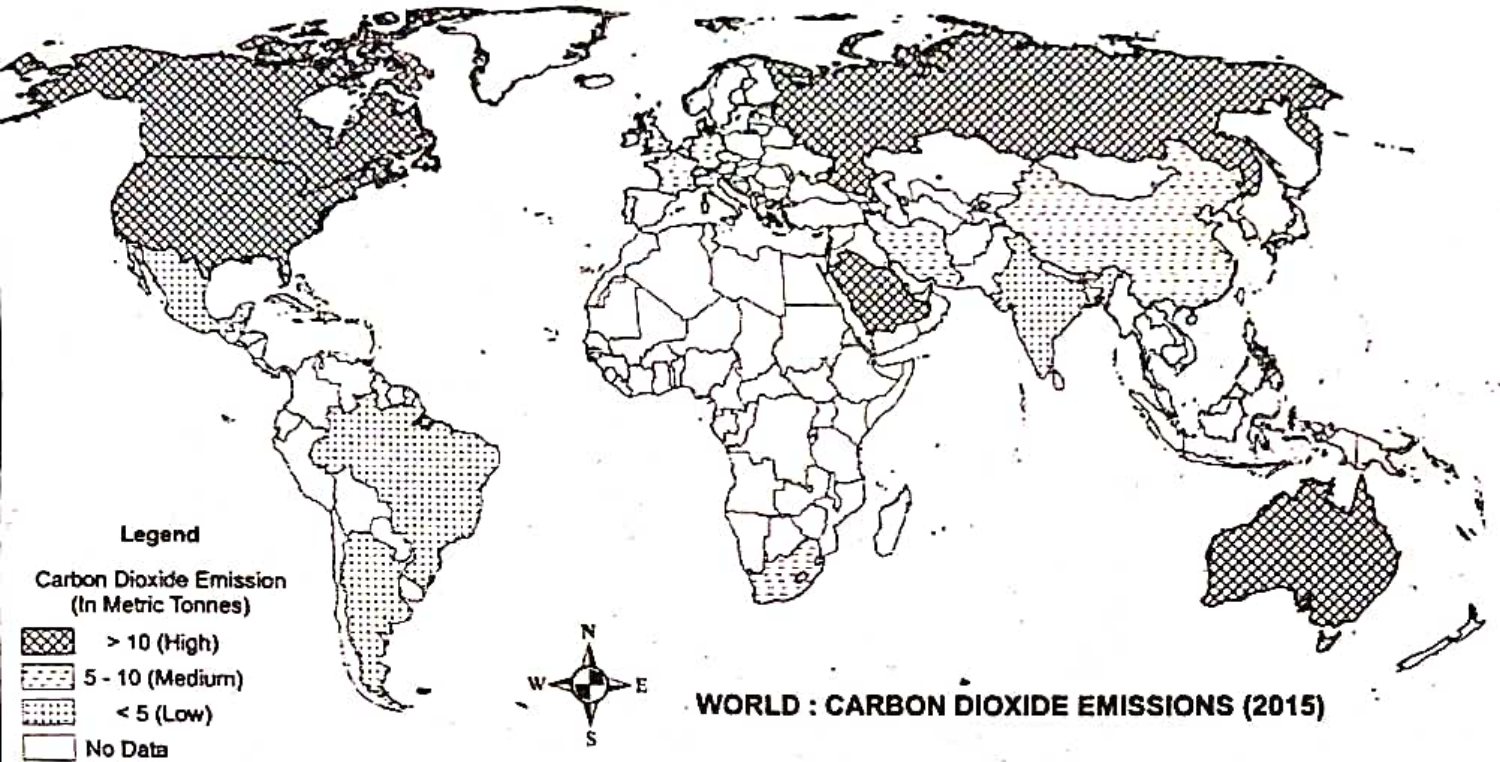 Legend
Carbon Dioxide Emission
(In Metric Tonnes)
> 10 (High)
5 - 10 (Medium)
< 5 (Low)
No Data
N
W E
S
WORLD : CARBON DIOXIDE EMISSIONS (2015)